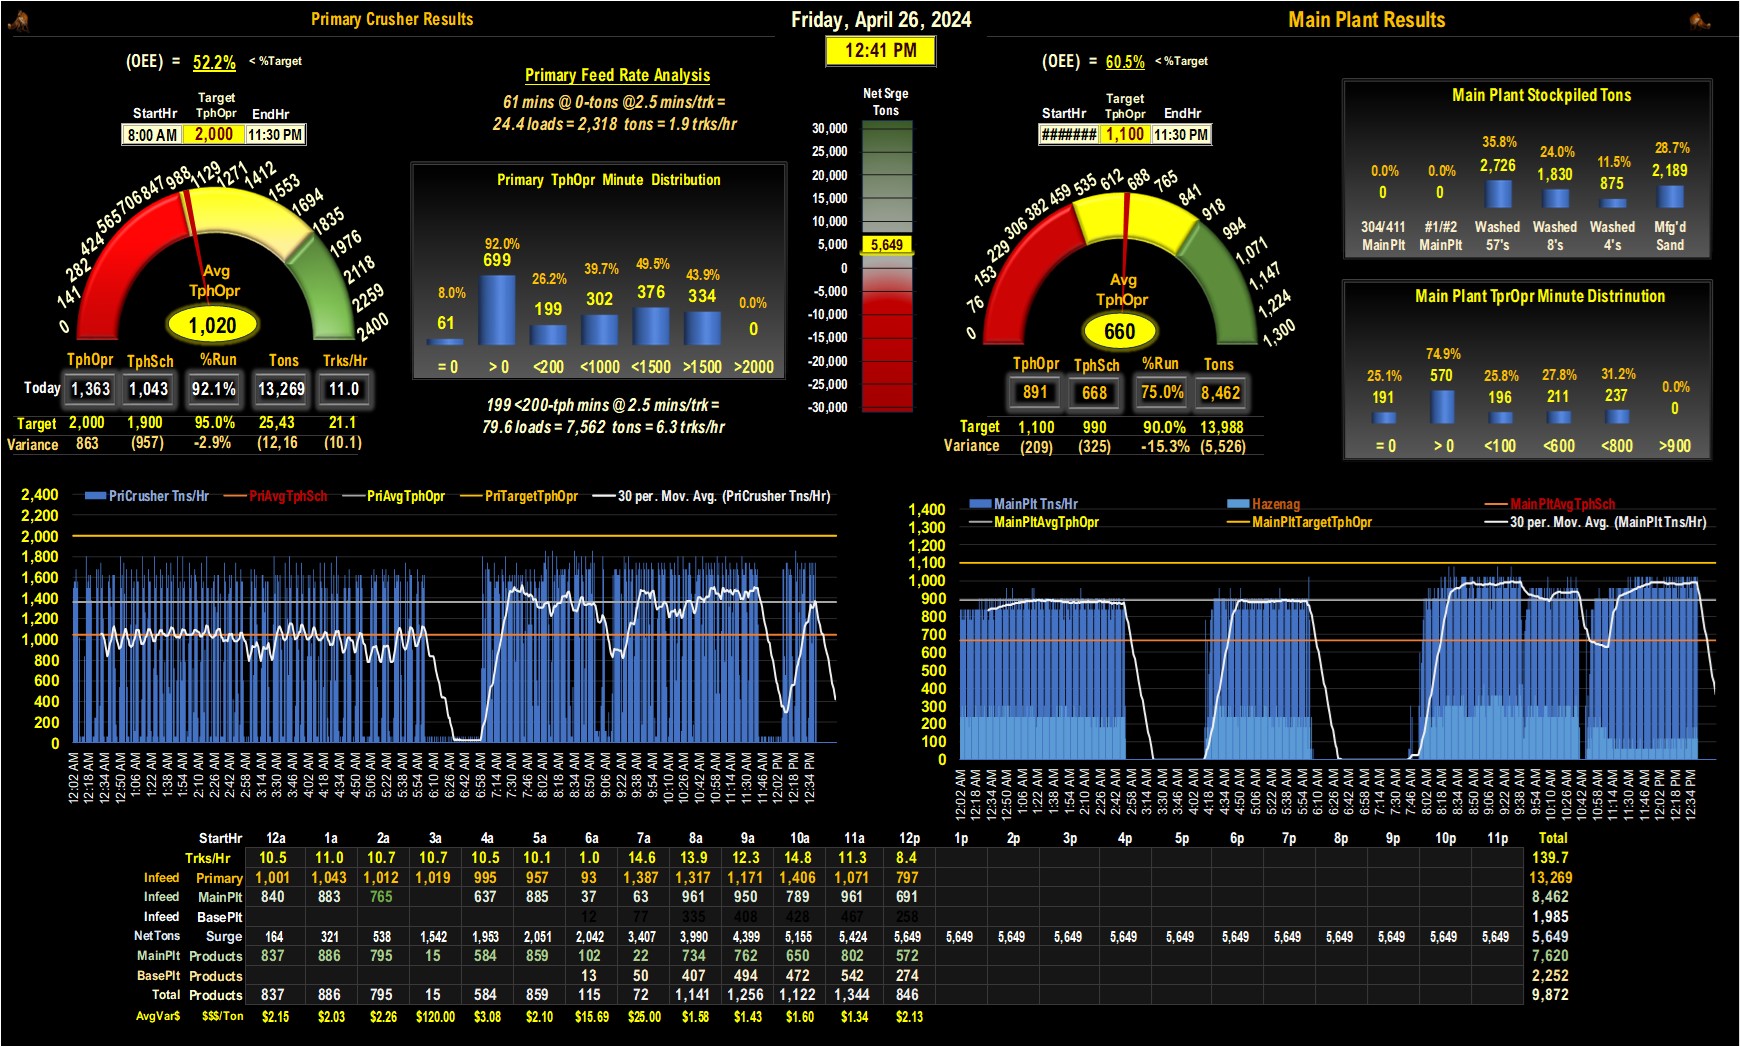 Primary Crusher Results
Friday, April 26, 2024
Main Plant Results
12:41 PM
(OEE) = 52.2% < %Target
StartHr Target TphOpr EndHr
8:00 AM 2,000 11:30 PM
0 141 282 424 565 706 847 988 1129 1271 1412 1553 1694 1835 1976 2118 2259 2400
Avg
TphOpr
1,020
TphOpr TphSch %Run Tons Trks/Hr
Today 1,363 1,043 92.1% 13,269 11.0
Target 2,000 1,900 95.0% 25,43 21.1
Variance 863 (957) -2.9% (12,16 (10.1)
Primary Feed Rate Analysis
61 mins @ 0-tons @2.5 mins/trk =
24.4 loads = 2,318 tons = 1.9 trks/hr
Primary TphOpr Minute Distribution
8.0% 92.0% 26.2% 39.7% 49.5% 43.9% 0.0%
61 699 199 302 376 334 0
= 0 > 0 <200 <1000 <1500 >1500 >2000
199 <200-tph mins @ 2.5 mins/trk =
79.6 loads = 7,562 tons = 6.3 trks/hr
Net Srge
Tons
30,000
25,000
20,000
15,000
10,000
5,000
0
-5,000
-10,000
-15,000
-20,000
-25,000
-30,000
5,649
(OEE) = 60.5% < %Target
StartHr Target TphOpr EndHr
####### 1,100 11:30 PM
0 76 153 229 306 382 459 535 612 688 765 841 918 994 1,071 1,147 1,224 1,300
Avg
TphOpr
660
TphOpr TphSch %Run Tons
891 668 75.0% 8,462
Target 1,100 990 90.0% 13,988
Variance (209) (325) -15.3% (5,526)
Main Plant Stockpiled Tons
0.0% 0.0% 35.8% 24.0% 11.5% 28.7%
0 0 2,726 1,830 875 2,189
304/411 #1/#2 Washed Washed Washed Mfg'd
MainPlt MainPlt 57's 8's 4's Sand
Main Plant TprOpr Minute Distrinution
25.1% 74.9% 25.8% 27.8% 31.2% 0.0%
191 570 196 211 237 0
= 0 > 0 <100 <600 <800 >900
PriCrusher Tns/Hr PriAvgTphSch PriAvgTphOpr PriTargetTphOpr 30 per. Mov. Avg. (PriCrusher Tns/Hr)
2,400
2,200
2,000
1,800
1,600
1,400
1,200
1,000
800
600
400
200
0
12:02 AM 12:18 AM 12:34 AM 12:50 AM 1:06 AM 1:22 AM 1:38 AM 1:54 AM 2:10 AM 2:26 AM 2:42 AM 2:58 AM 3:14 AM 3:30 AM 3:46 AM 4:02 AM 4:18 AM 4:34 AM 4:50 AM 5:06 AM 5:22 AM 5:38 AM 5:54 AM 6:10 AM 6:26 AM 6:42 AM 6:58 AM 7:14 AM 7:30 AM 7:46 AM 8:02 AM 8:18 AM 8:34 AM 8:50 AM 9:06 AM 9:22 AM 9:38 AM 9:54 AM 10:10 AM 10:26 AM 10:42 AM 10:58 AM 11:14 AM 11:30 AM 11:46 AM 12:02 PM 12:18 PM 12:34 PM
MainPlt Tns/Hr Hazenag MainPltAvgTphSch
MainPltAvgTphOpr MainPltTargetTphOpr 30 per. Mov. Avg. (MainPlt Tns/Hr)
1,400
1,300
1,200
1,100
1,000
900
800
700
600
500
400
300
200
100
0
12:02 AM 12:18 AM 12:34 AM 12:50 AM 1:06 AM 1:22 AM 1:38 AM 1:54 AM 2:10 AM 2:26 AM 2:42 AM 2:58 AM 3:14 AM 3:30 AM 3:46 AM 4:02 AM 4:18 AM 4:34 AM 4:50 AM 5:06 AM 5:22 AM 5:38 AM 5:54 AM 6:10 AM 6:26 AM 6:42 AM 6:58 AM 7:14 AM 7:30 AM 7:46 AM 8:02 AM 8:18 AM 8:34 AM 8:50 AM 9:06 AM 9:22 AM 9:38 AM 9:54 AM 10:10 AM 10:26 AM 10:42 AM 10:59 AM 11:14 AM 11:30 AM 11:46 AM 12:02 PM 12:18 PM 12:34 PM
StartHr 12a 1a 2a 3a 4a 5a 6a 7a 8a 9a 10a 11a 12p 1p 2p 3p 4p 5p 6p 7p 8p 9p 10p 11p Total
Trks/Hr 10.5 11.0 10.7 10.7 10.5 10.1 1.0 14.6 13.9 12.3 14.8 11.3 8.4 139.7
Infeed Primary 1,001 1,043 1,012 1,019 995 957 93 1,387 1,317 1,171 1,406 1,071 797 13,269
Infeed MainPlt 840 883 765 637 885 37 63 961 950 789 961 691 8,462
Infeed BasePlt 12 77 335 408 428 467 258 1,985
NetTons Surge 164 321 538 1,542 1,953 2,051 2,042 3,407 3,990 4,399 5,155 5,424 5,649 5,649 5,649 5,649 5,649 5,649 5,649 5,649 5,649 5,649 5,649 5,649 5,649
MainPlt Products 837 886 795 15 584 859 102 22 734 762 650 802 572 7,620
BasePlt Products 13 50 407 494 472 542 274 2,252
Total Products 837 886 795 15 584 859 115 72 1,141 1,256 1,122 1,344 846 9,872
AvgVar$ $$$/Ton $2.15 $2.03 $2.26 $120.00 $3.08 $2.10 $15.69 $25.00 $1.58 $1.43 $1.60 $1.34 $2.13